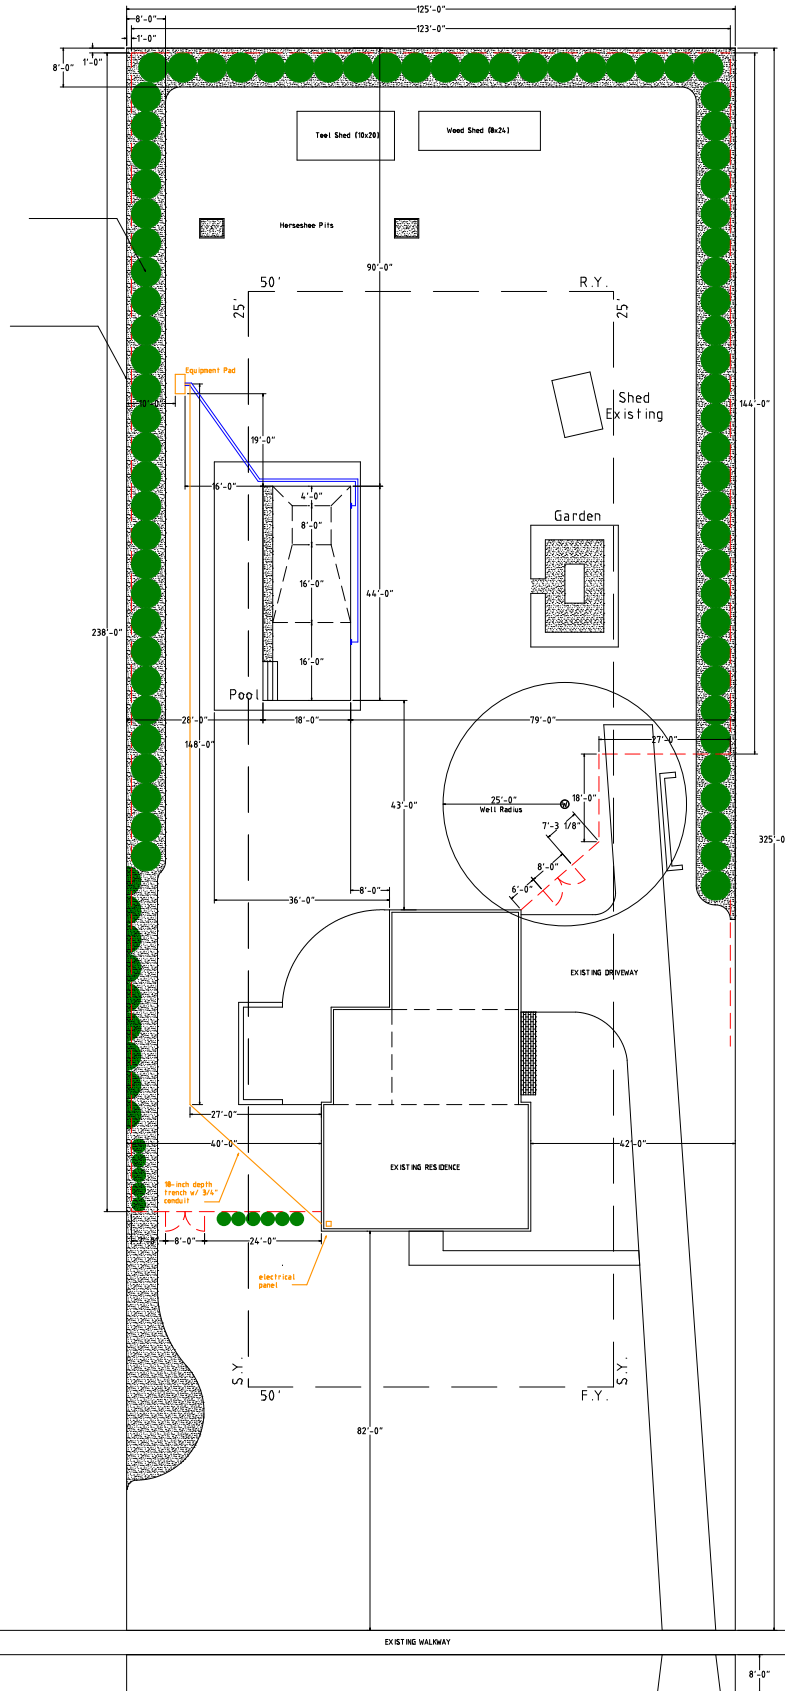 125'-0"
8'-0"
123'-0"
1'-0"
1'-0"
8'-0"
Tool Shed (10x20)
Wood Shed (8x24)
Horseshoe Pits
90'-0"
50'
R.Y.
25'
25'
Equipment Pad
Shed
Existing
144'-0"
10'-0"
19'-0"
16'-0"
4'-0"
8'-0"
Garden
16'-0"
44'-0"
238'-0"
16'-0"
Pool
28'-0"
18'-0"
79'-0"
27'-0"
148'-0"
25'-0"
Well Radius
W
18'-0"
43'-0"
7'-3 1/8"
325'-0
8'-0"
6'-0"
8'-0"
36'-0"
EXISTING DRIVEWAY
27'-0"
40'-0"
42'-0"
EXISTING RESIDENCE
18-inch depth
trench w/ 3/4"
conduit
7'-8"
8'-0"
24'-0"
electrical
panel
S.Y.
S.Y.
50'
F.Y.
82'-0"
EXISTING WALKWAY
8'-0"